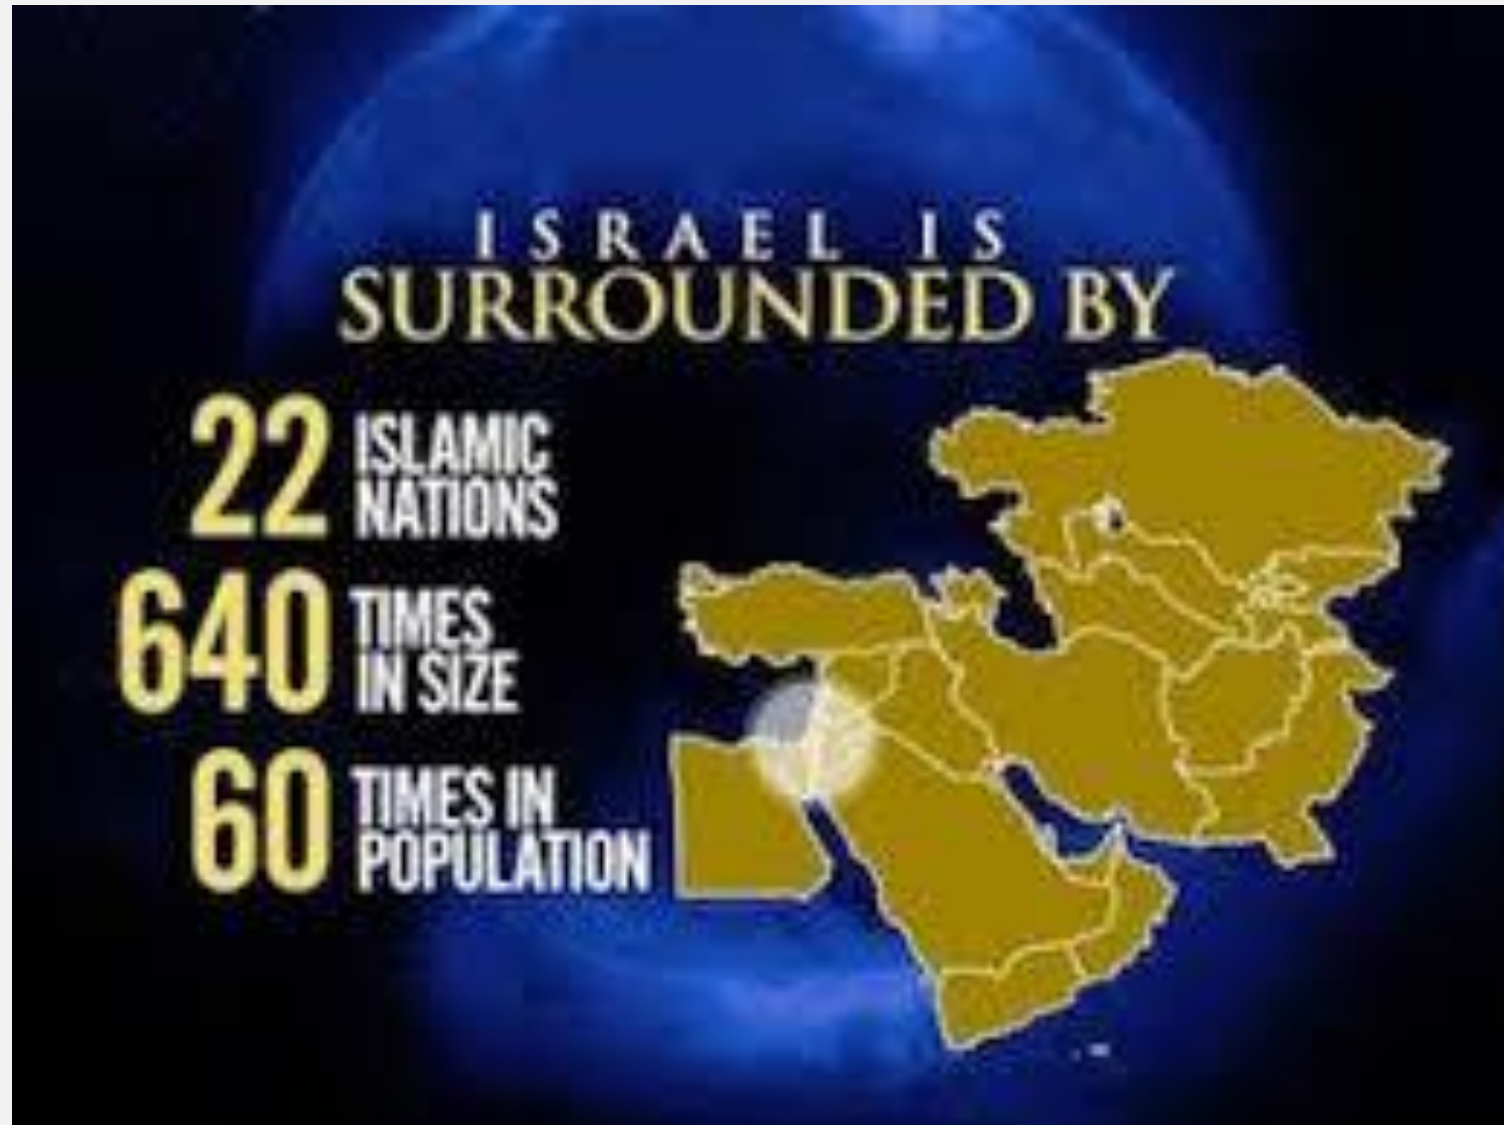 ISRAEL IS
SURROUNDED BY
22 ISLAMIC
NATIONS
640 TIMES
IN SIZE
60 TIMES IN
POPULATION